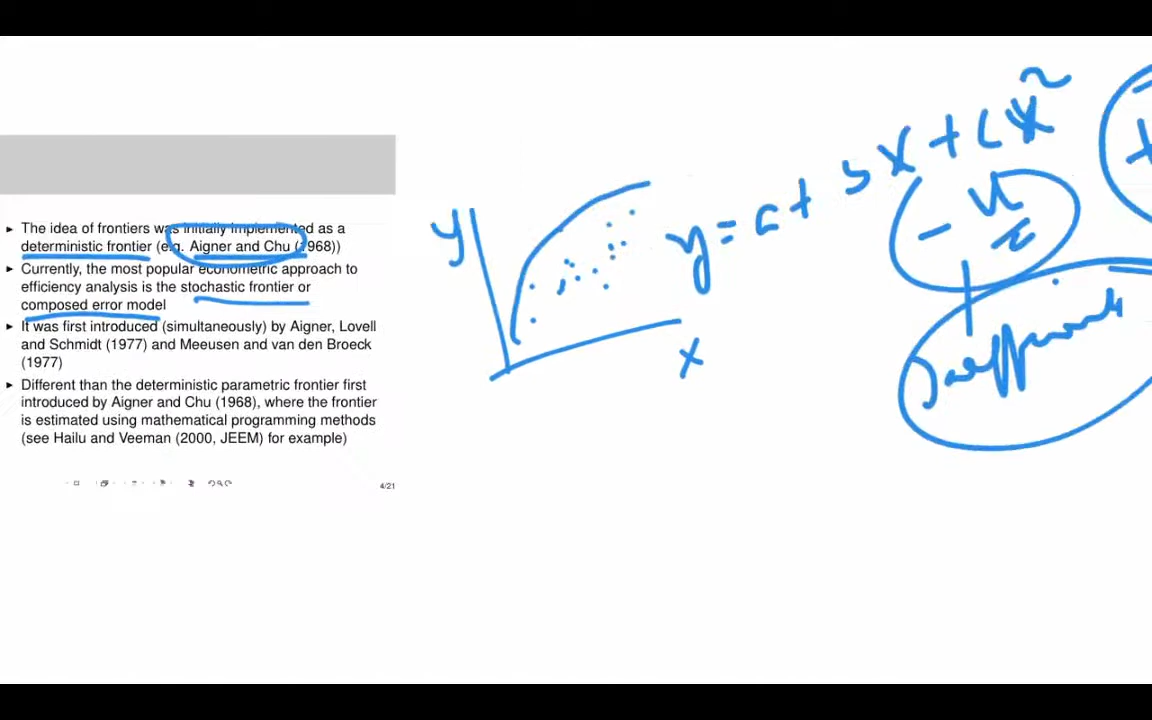 The idea of frontiers was initially implemented as a
deterministic frontier (e.g. Aigner and Chu (1968))
Currently, the most popular econometric approach to
efficiency analysis is the stochastic frontier or
composed error model
It was first introduced (simultaneously) by Aigner, Lovell
and Schmidt (1977) and Meeusen and van den Broeck
(1977)
Different than the deterministic parametric frontier first
introduced by Aigner and Chu (1968), where the frontier
is estimated using mathematical programming methods
(see Hailu and Veeman (2000, JEEM) for example)
4/21
y
x
y = a + bx + cx²
- u